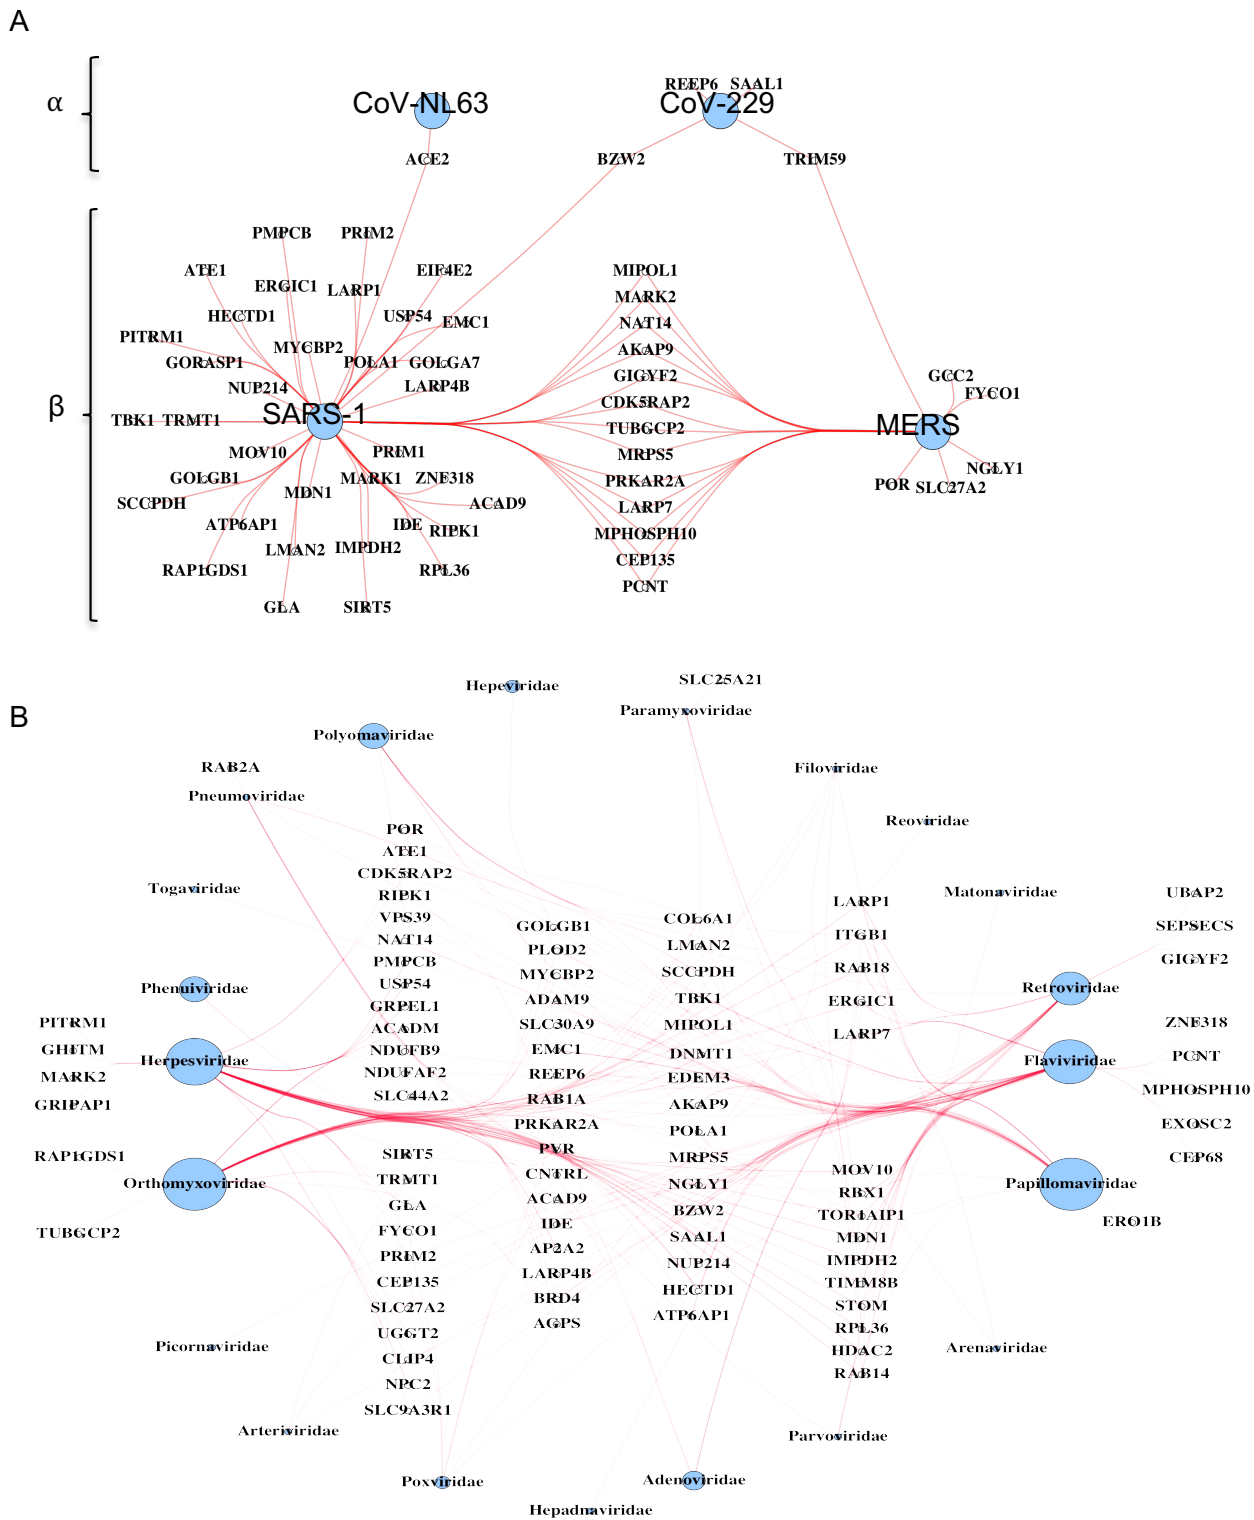 A
α
CoV-NL63
REEP6 SAAL1
CoV-229
ACE2
BZW2
TRIM59
β
PMPCB
PRIM2
ATE1
EIF4E2
ERGIC1
LARP1
HECTD1
USP54
EMC1
PITRM1
MYCBP2
GORASP1
POLA1
GOLGA7
NUP214
LARP4B
SARS-1
TBK1
TRMT1
MOV10
PRIM1
GOLGB1
MARK1
ZNF318
SCCPDH
MDN1
ACAD9
ATP6AP1
IDE
RIPK1
LMAN2
IMPDH2
RAP1GDS1
RPL36
GLA
SIRT5
MIPOL1
MARK2
NAT14
AKAP9
GIGYF2
CDK5RAP2
TUBGCP2
MRPS5
PRKAR2A
LARP7
MPHOSPH10
CEP135
PCNT
GCC2
FYCO1
MERS
NGLY1
POR
SLC27A2
B
Hepeviridae
SLC25A21
Paramyxoviridae
Polyomaviridae
RAB2A
Pneumoviridae
Filoviridae
Reoviridae
Togaviridae
Matonaviridae
Phenuiviridae
PITRM1
GHITM
MARK2
GRIPAP1
Herpesviridae
RAP1GDS1
Orthomyxoviridae
TUBGCP2
POR
ATE1
CDK5RAP2
RIPK1
VPS39
NAT14
PMPCB
USP54
GRPEL1
ACADM
NDUFB9
NDUFAF2
SLC44A2
SIRT5
TRMT1
GLA
FYCO1
PRIM2
CEP135
SLC27A2
UGGT2
CLIP4
NPC2
SLC9A3R1
GOLGB1
PLOD2
MYCBP2
ADAM9
SLC30A9
EMC1
REEP6
RAB1A
PRKAR2A
PVR
CNTRL
ACAD9
IDE
AP2A2
LARP4B
BRD4
AGPS
COL6A1
LMAN2
SCCPDH
TBK1
MIPOL1
DNMT1
EDEM3
AKAP9
POLA1
MRPS5
NGLY1
BZW2
SAAL1
NUP214
HECTD1
ATP6AP1
LARP1
ITGB1
RAB18
ERGIC1
LARP7
MOV10
RBX1
TOR1AIP1
MDN1
IMPDH2
TIMM8B
STOM
RPL36
HDAC2
RAB14
Retroviridae
Flaviviridae
Papillomaviridae
UBAP2
SEPSECS
GIGYF2
ZNF318
PCNT
MPHOSPH10
EXOSC2
CEP68
ERO1B
Picornaviridae
Arenaviridae
Arteriviridae
Parvoviridae
Poxviridae
Adenoviridae
Hepadnaviridae